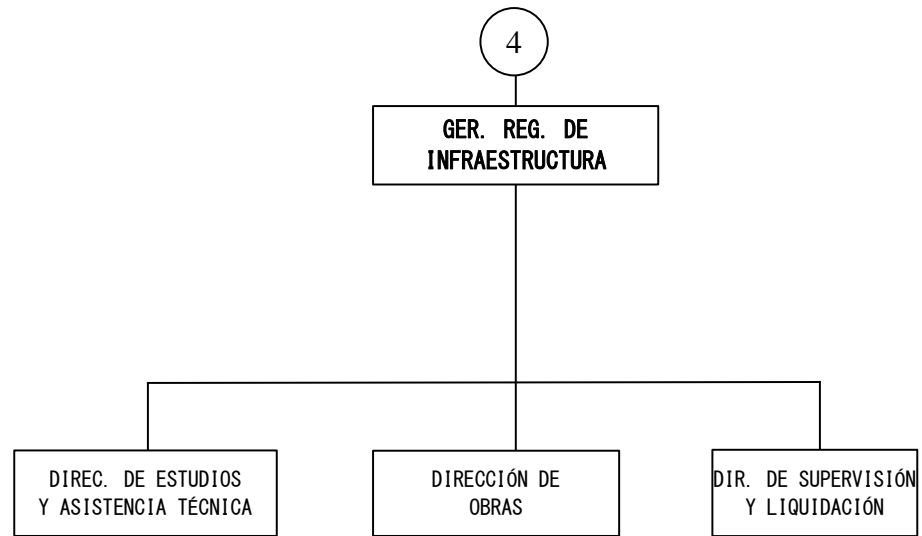 4
GER. REG. DE
INFRAESTRUCTURA
DIREC. DE ESTUDIOS
Y ASISTENCIA TÉCNICA
DIRECCIÓN DE
OBRAS
DIR. DE SUPERVISIÓN
Y LIQUIDACIÓN